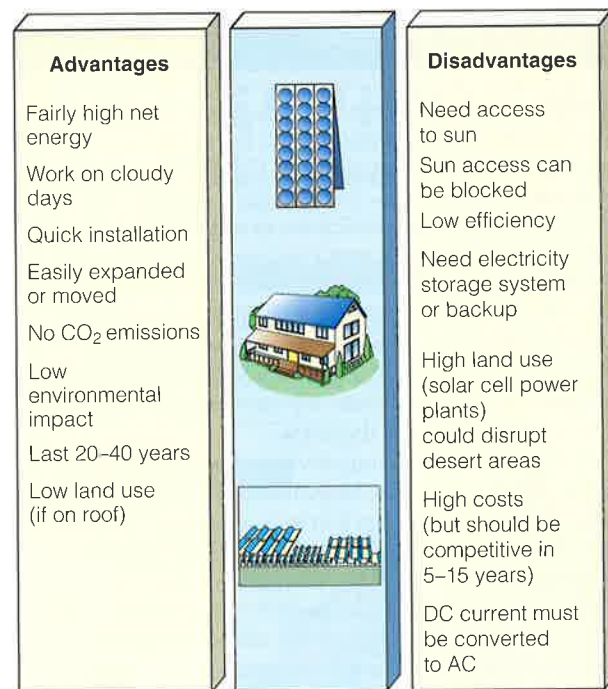 Advantages
Fairly high net
energy
Work on cloudy
days
Quick installation
Easily expanded
or moved
No CO₂ emissions
Low
environmental
impact
Last 20–40 years
Low land use
(if on roof)
Disadvantages
Need access
to sun
Sun access can
be blocked
Low efficiency
Need electricity
storage system
or backup
High land use
(solar cell power
plants)
could disrupt
desert areas
High costs
(but should be
competitive in
5–15 years)
DC current must
be converted
to AC